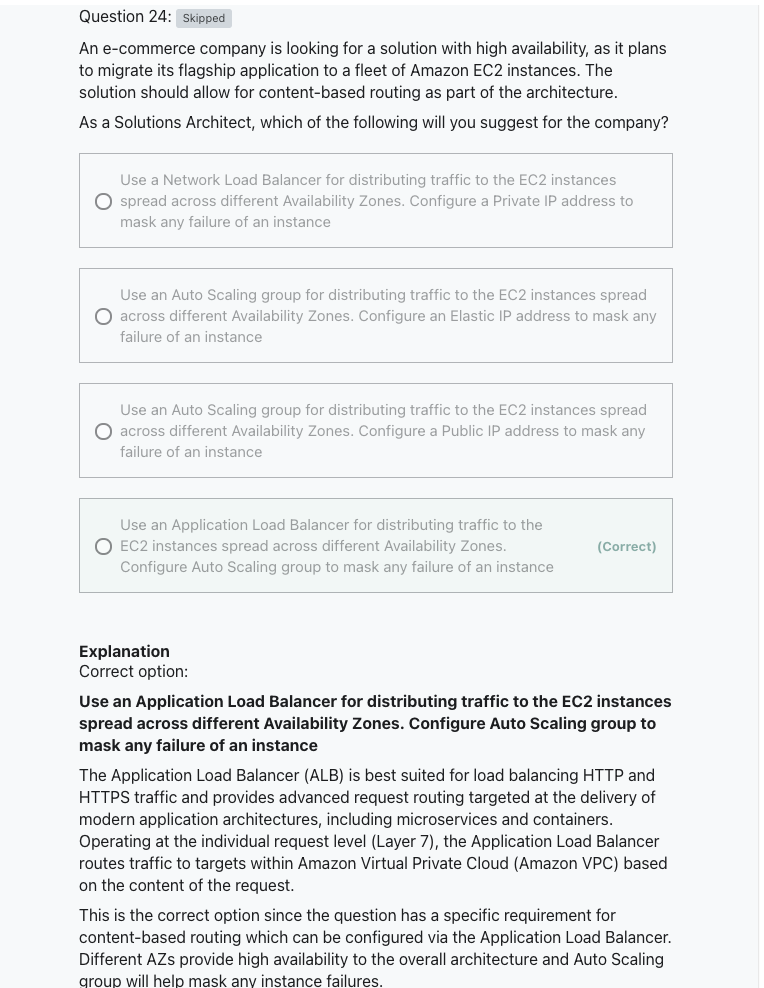 Question 24: Skipped
An e-commerce company is looking for a solution with high availability, as it plans
to migrate its flagship application to a fleet of Amazon EC2 instances. The
solution should allow for content-based routing as part of the architecture.
As a Solutions Architect, which of the following will you suggest for the company?
Use a Network Load Balancer for distributing traffic to the EC2 instances
spread across different Availability Zones. Configure a Private IP address to
mask any failure of an instance
Use an Auto Scaling group for distributing traffic to the EC2 instances spread
across different Availability Zones. Configure an Elastic IP address to mask any
failure of an instance
Use an Auto Scaling group for distributing traffic to the EC2 instances spread
across different Availability Zones. Configure a Public IP address to mask any
failure of an instance
Use an Application Load Balancer for distributing traffic to the
EC2 instances spread across different Availability Zones.
Configure Auto Scaling group to mask any failure of an instance
(Correct)
Explanation
Correct option:
Use an Application Load Balancer for distributing traffic to the EC2 instances
spread across different Availability Zones. Configure Auto Scaling group to
mask any failure of an instance
The Application Load Balancer (ALB) is best suited for load balancing HTTP and
HTTPS traffic and provides advanced request routing targeted at the delivery of
modern application architectures, including microservices and containers.
Operating at the individual request level (Layer 7), the Application Load Balancer
routes traffic to targets within Amazon Virtual Private Cloud (Amazon VPC) based
on the content of the request.
This is the correct option since the question has a specific requirement for
content-based routing which can be configured via the Application Load Balancer.
Different AZs provide high availability to the overall architecture and Auto Scaling
group will help mask any instance failures.